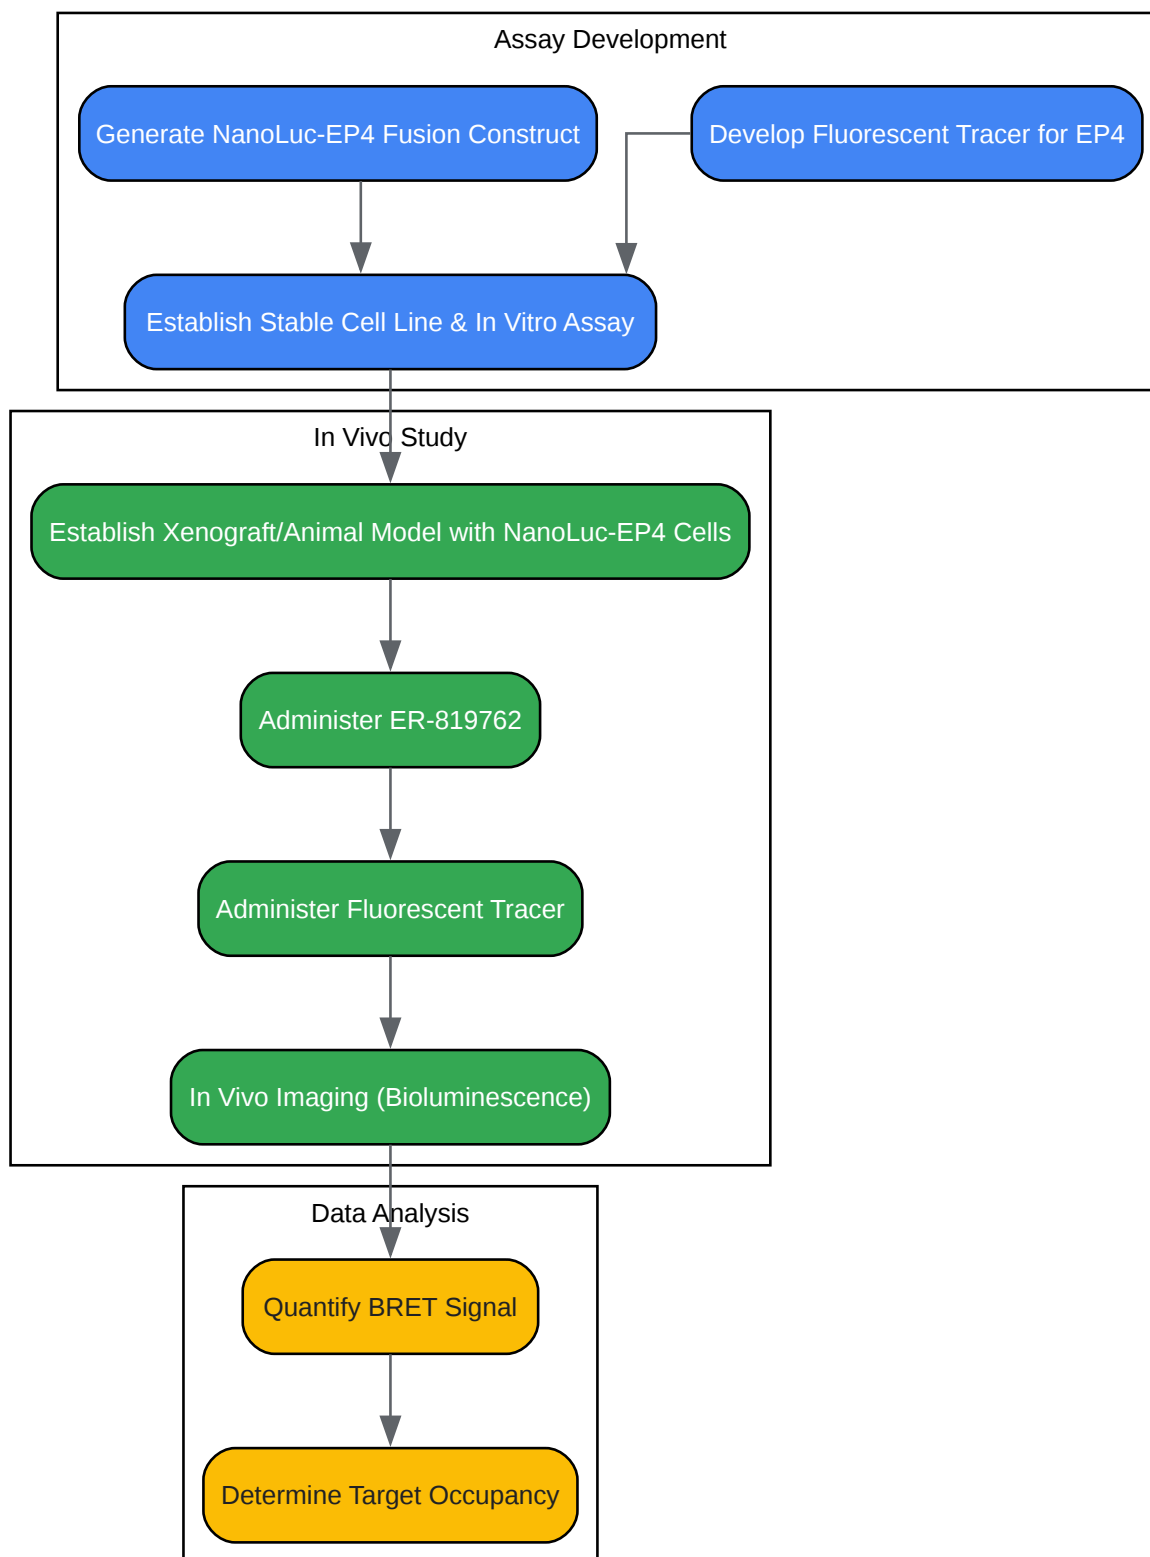 Assay Development
Generate NanoLuc-EP4 Fusion Construct
Develop Fluorescent Tracer for EP4
Establish Stable Cell Line & In Vitro Assay
In Vivo Study
Establish Xenograft/Animal Model with NanoLuc-EP4 Cells
Administer ER-819762
Administer Fluorescent Tracer
In Vivo Imaging (Bioluminescence)
Data Analysis
Quantify BRET Signal
Determine Target Occupancy